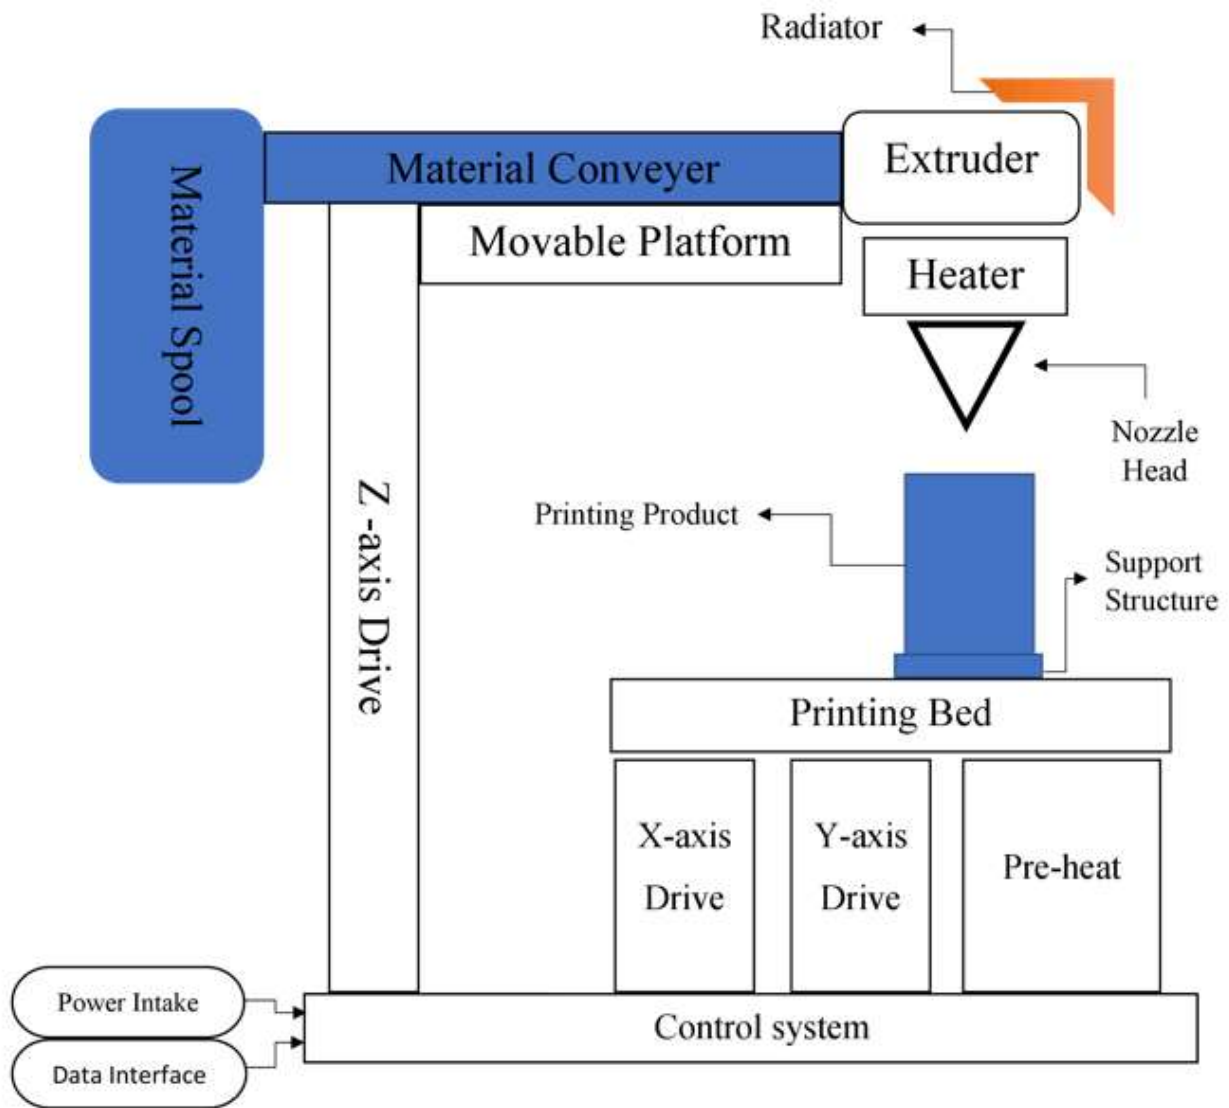 Radiator
Extruder
Material Conveyer
Material Spool
Movable Platform
Heater
Nozzle
Head
Z -axis Drive
Printing Product
Support
Structure
Printing Bed
X-axis
Drive
Y-axis
Drive
Pre-heat
Power Intake
Control system
Data Interface